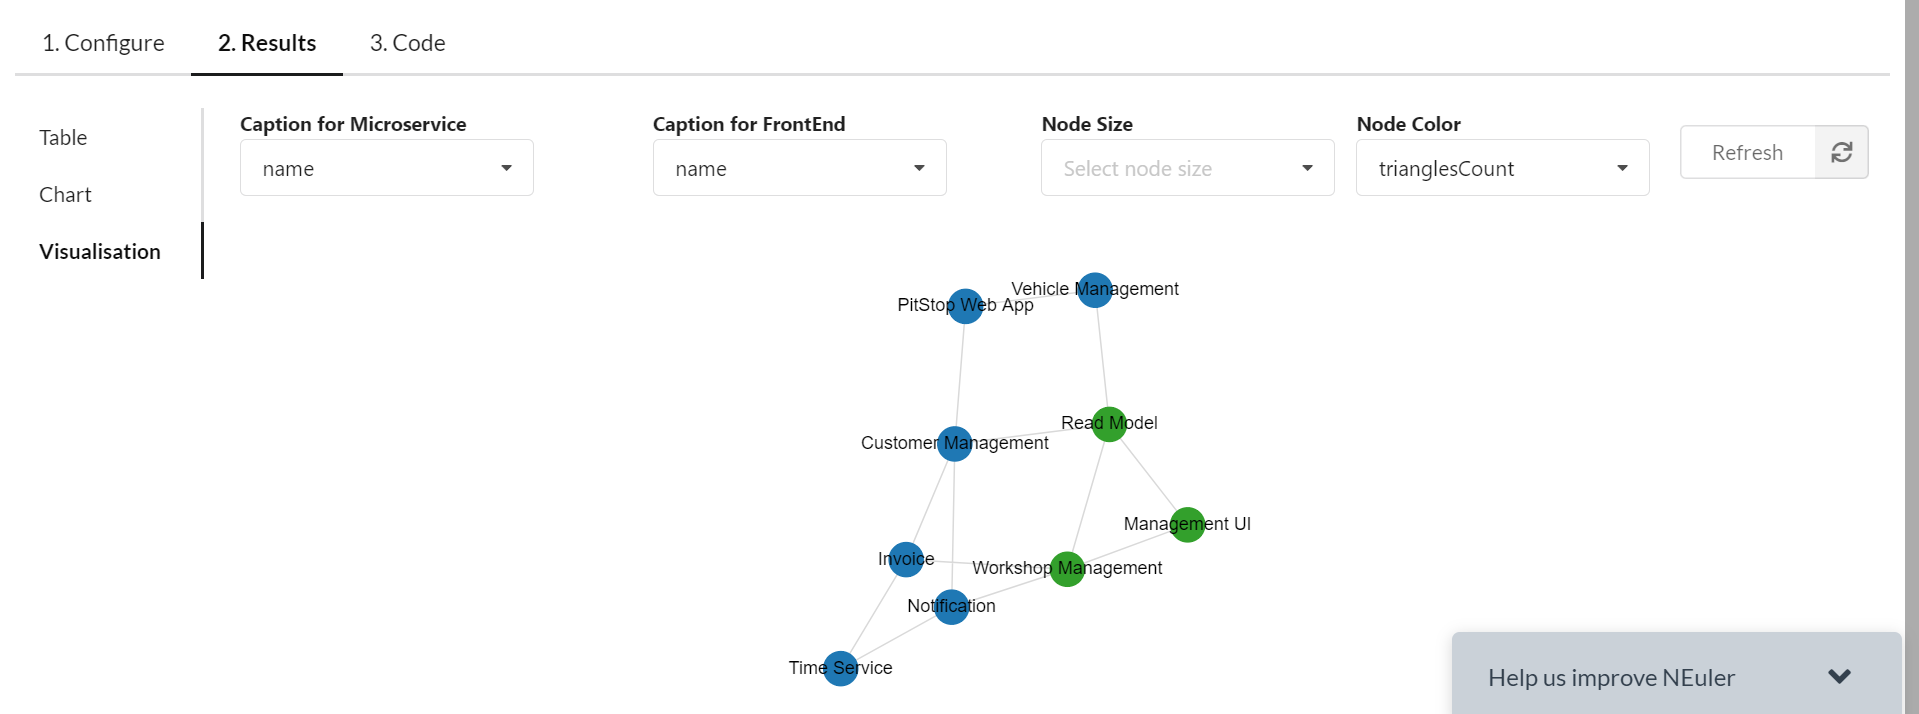 1. Configure
2. Results
3. Code
Table
Chart
Visualisation
Caption for Microservice
name
Caption for FrontEnd
name
Node Size
Select node size
Node Color
trianglesCount
Refresh
Vehicle Management
PitStop Web App
Read Model
Customer Management
Management UI
Invoice
Workshop Management
Notification
Time Service
Help us improve NEuler